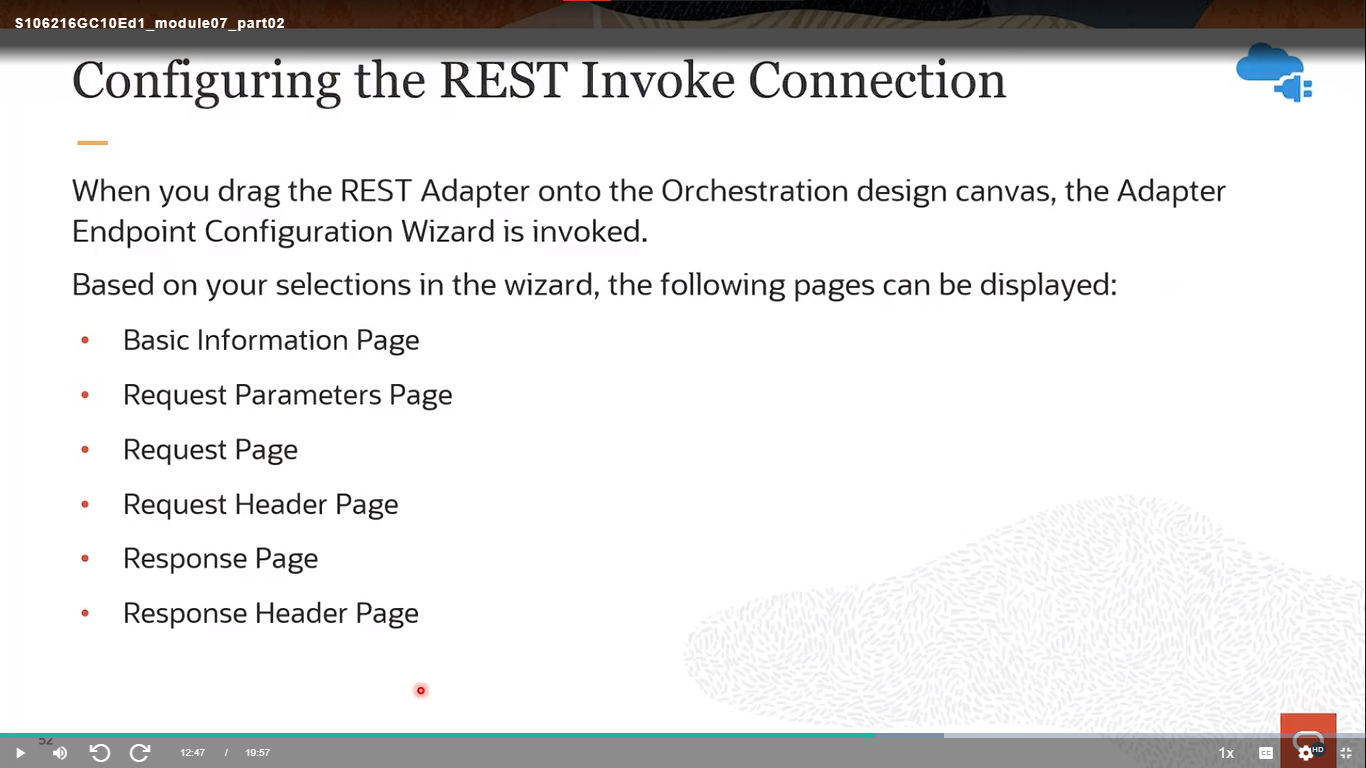 S106216GC10Ed1_module07_part02
Configuring the REST Invoke Connection
When you drag the REST Adapter onto the Orchestration design canvas, the Adapter
Endpoint Configuration Wizard is invoked.
Based on your selections in the wizard, the following pages can be displayed:
• Basic Information Page
• Request Parameters Page
• Request Page
• Request Header Page
• Response Page
• Response Header Page
52
12:47 / 19:57
1x
CC
HD